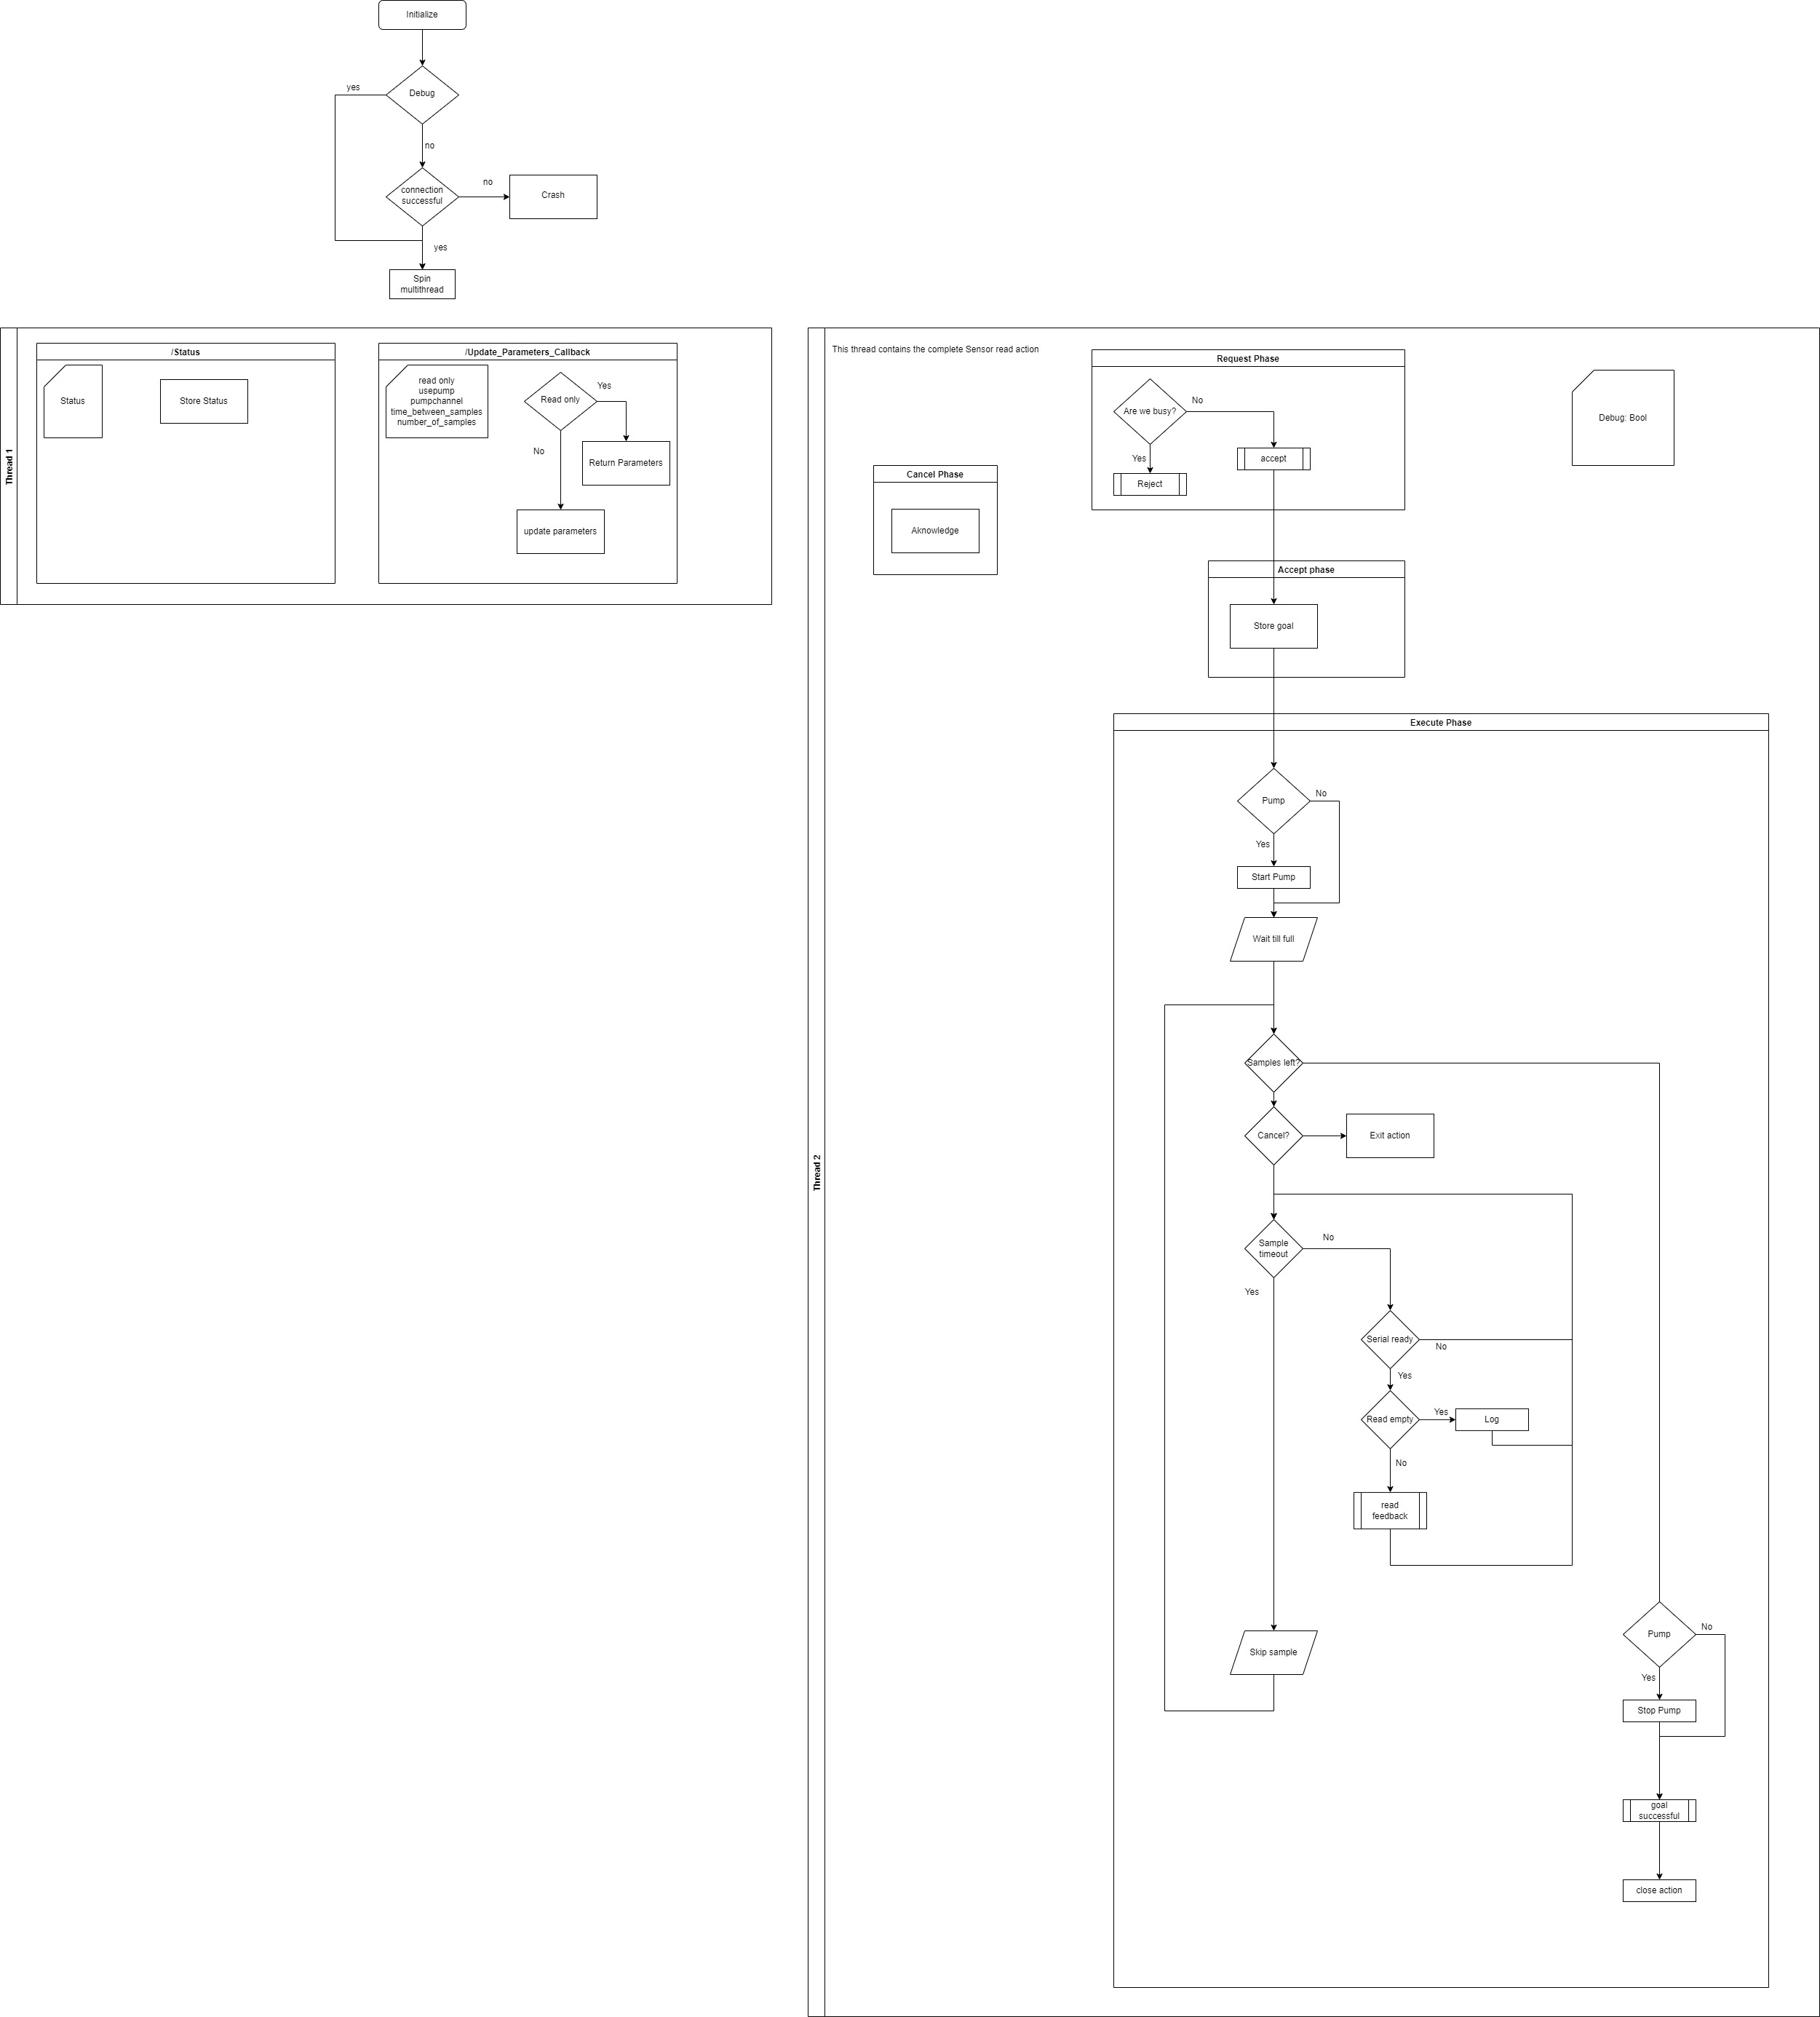 Initialize
yes
Debug
no
connection
successful
no
Crash
yes
Spin
multithread
Thread 1
/Status
Status
Store Status
/Update_Parameters_Callback
read only
usepump
pumpchannel
time_between_samples
number_of_samples
Read only
Yes
Return Parameters
No
update parameters
Thread 2
This thread contains the complete Sensor read action
Request Phase
Are we busy?
No
Yes
accept
Reject
Debug: Bool
Cancel Phase
Aknowledge
Accept phase
Store goal
Execute Phase
Pump
No
Yes
Start Pump
Wait till full
Samples left?
Cancel?
Exit action
Sample
timeout
No
Yes
Serial ready
No
Yes
Read empty
Yes
Log
No
read
feedback
Skip sample
Pump
No
Yes
Stop Pump
goal
successful
close action